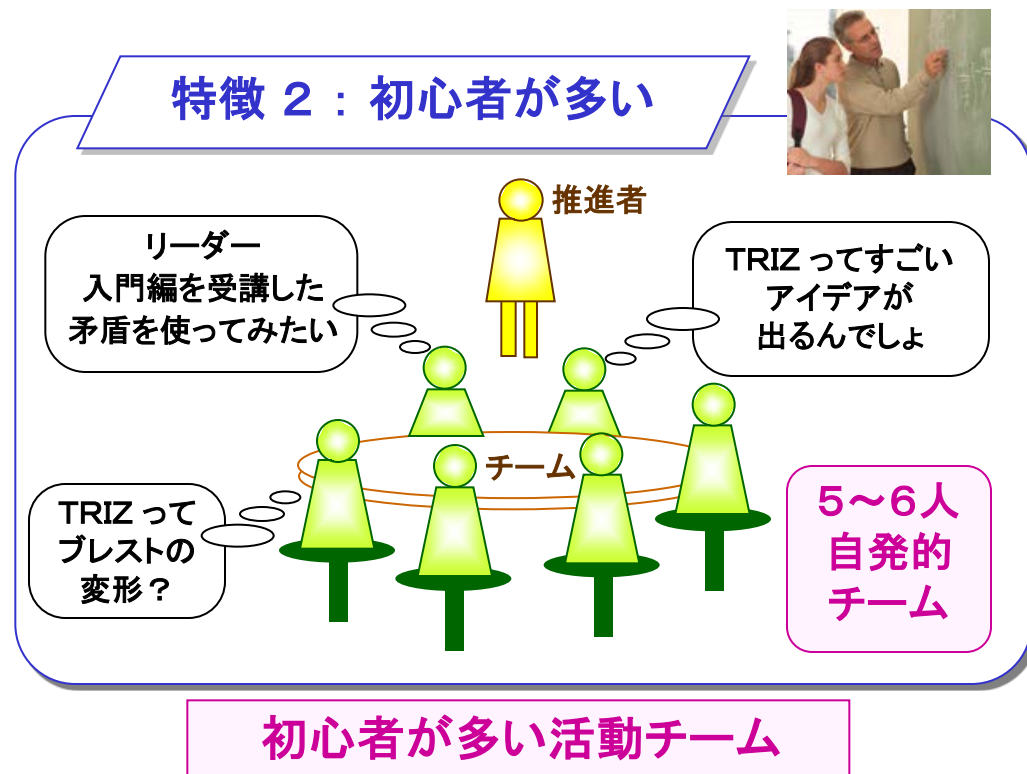 特徴 ２：初心者が多い
推進者
リーダー
入門編を受講した
矛盾を使ってみたい
ＴＲＩＺ ってすごい
アイデアが
出るんでしょ
チーム
ＴＲＩＺ って
ブレストの
変形？
５～６人
自発的
チーム
初心者が多い活動チーム